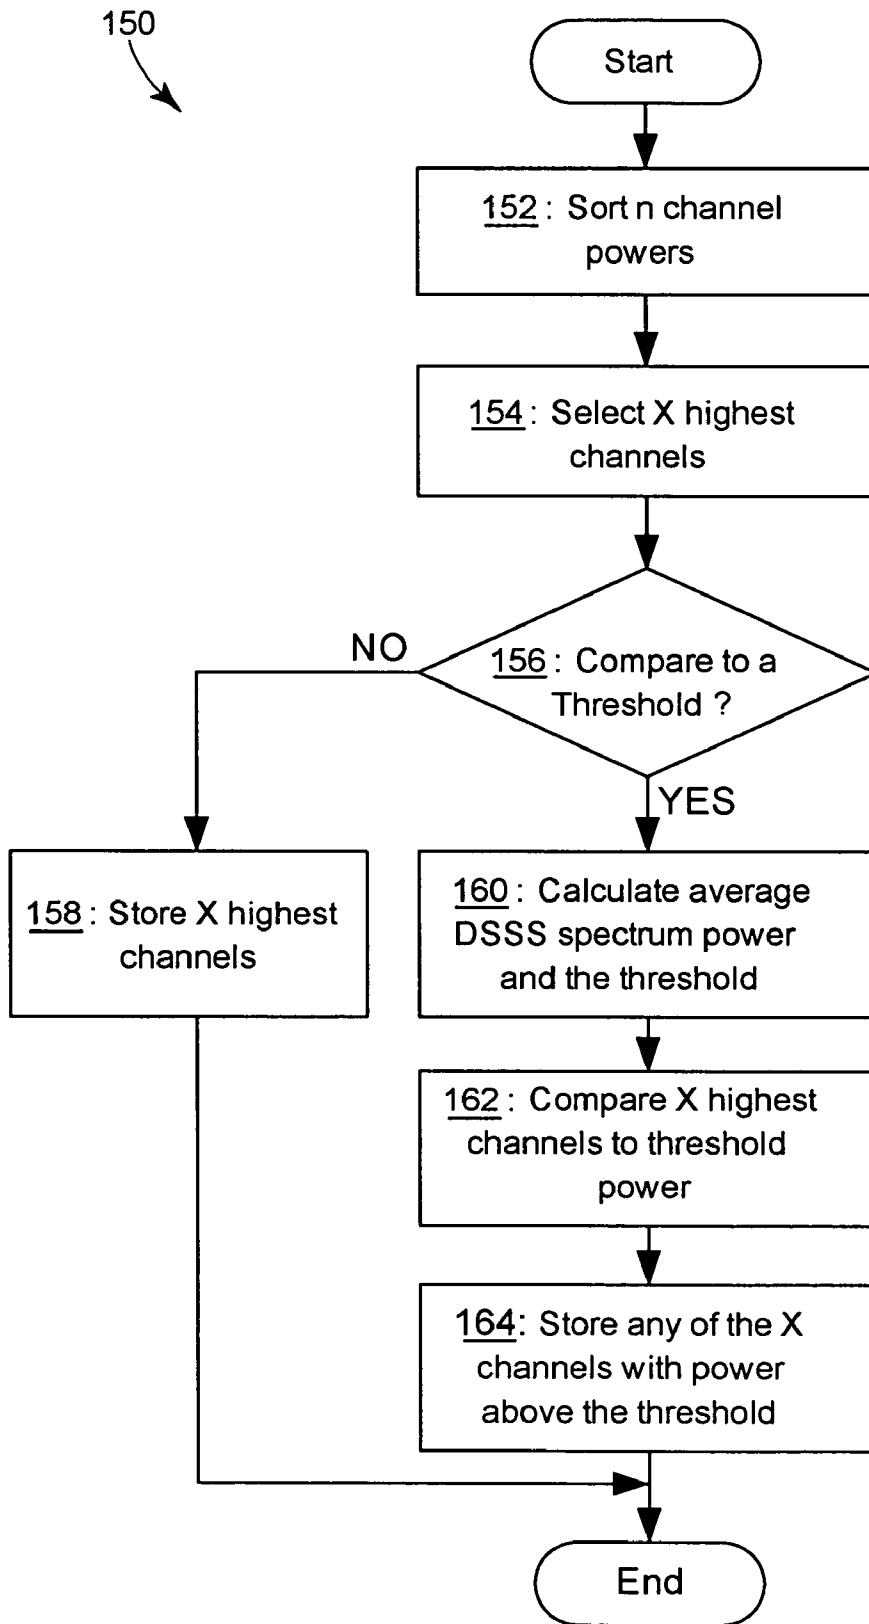 150
Start
152 : Sort n channel
powers
154 : Select X highest
channels
NO
156 : Compare to a
Threshold ?
YES
158 : Store X highest
channels
160 : Calculate average
DSSS spectrum power
and the threshold
162 : Compare X highest
channels to threshold
power
164: Store any of the X
channels with power
above the threshold
End